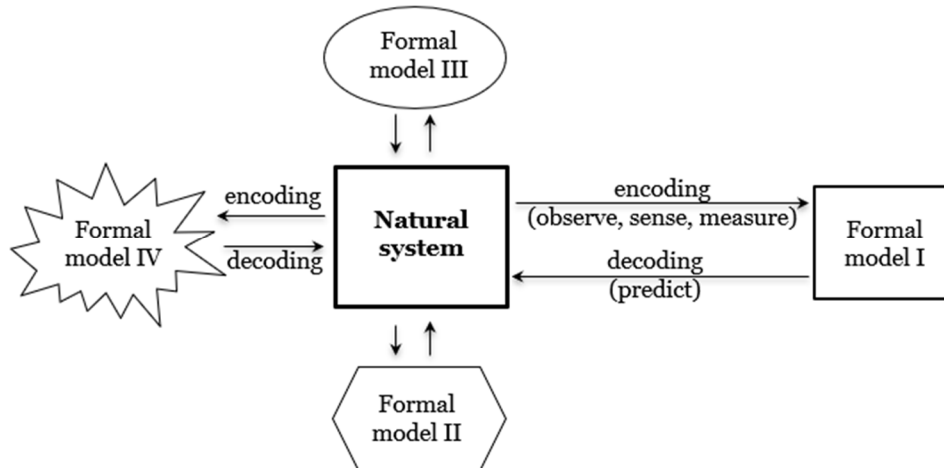 Formal
model III
encoding
decoding
Formal
model IV
Natural
system
encoding
(observe, sense, measure)
decoding
(predict)
Formal
model I
Formal
model II